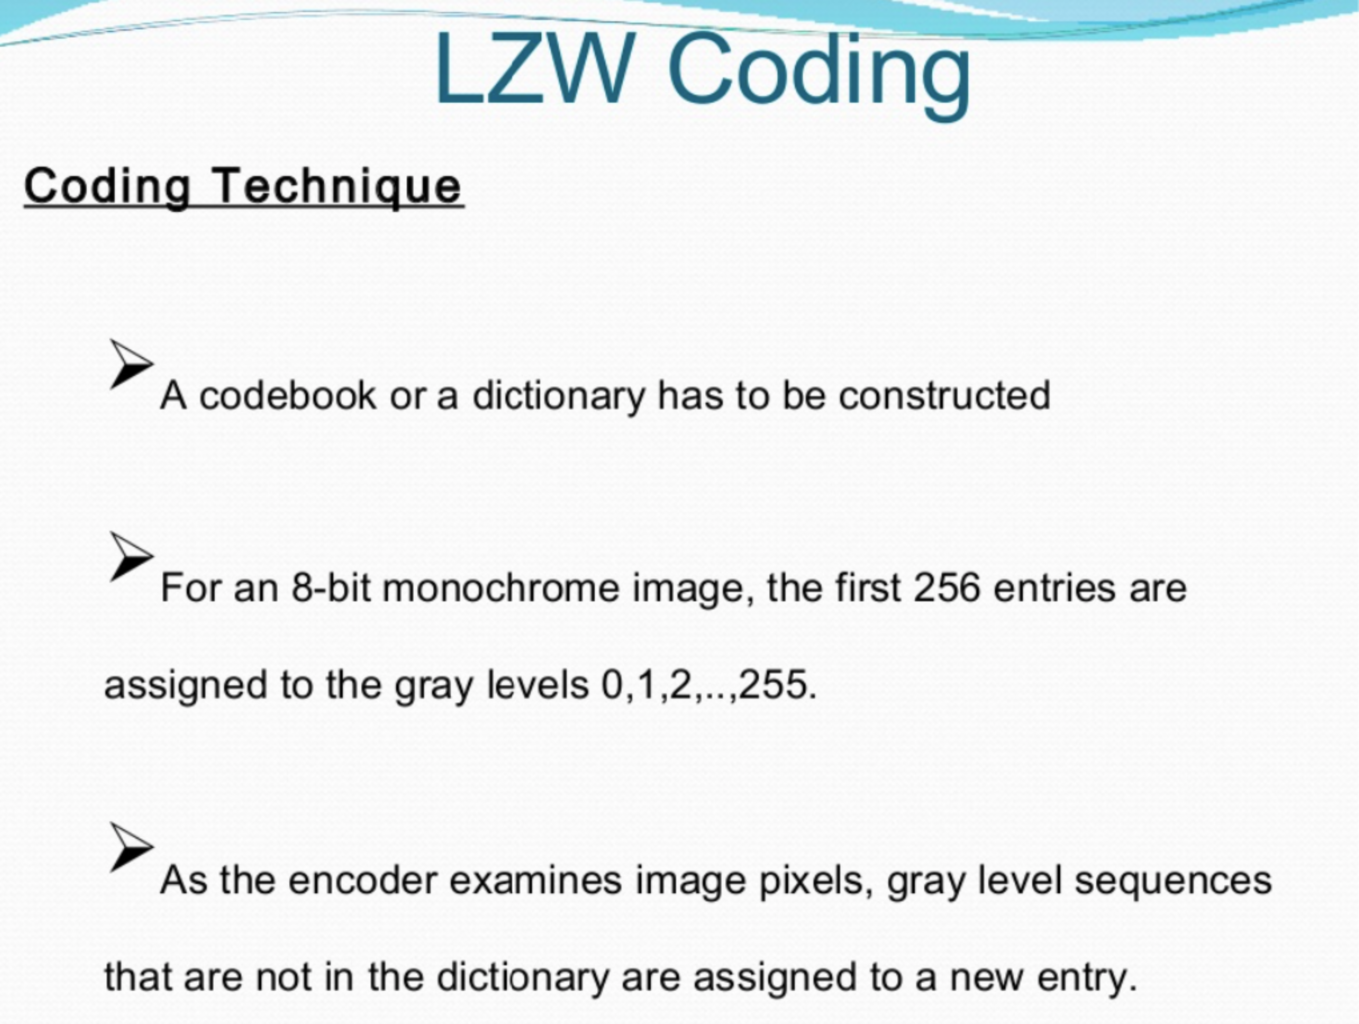 LZW Coding
Coding Technique
➢ A codebook or a dictionary has to be constructed
➢ For an 8-bit monochrome image, the first 256 entries are
assigned to the gray levels 0,1,2,..,255.
➢ As the encoder examines image pixels, gray level sequences
that are not in the dictionary are assigned to a new entry.